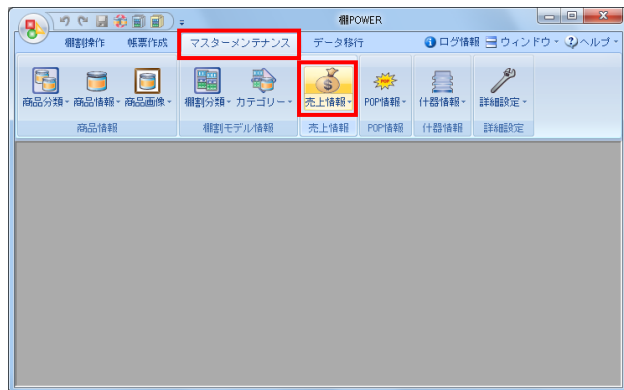 棚POWER
棚割操作 帳票作成 マスターメンテナンス データ移行 ログ情報 ウィンドウ ヘルプ
商品分類 商品情報 商品画像 棚割分類 カテゴリー 売上情報 POP情報 什器情報 詳細設定
商品情報 棚割モデル情報 売上情報 POP情報 什器情報 詳細設定